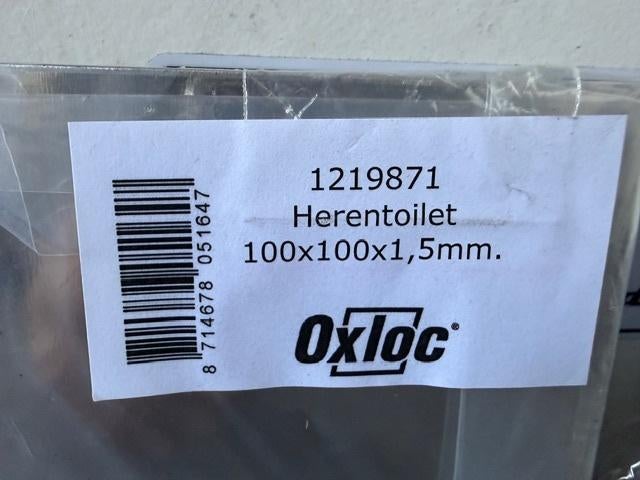 1219871
Herentoilet
100x100x1,5mm.
Oxloc®
8 714678 051647